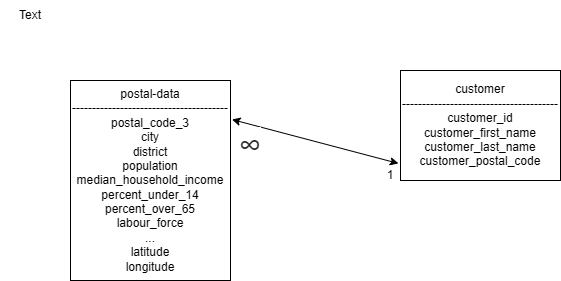 Text
postal-data
postal_code_3
city
district
population
median_household_income
percent_under_14
percent_over_65
labour_force
...
latitude
longitude
∞
1
customer
customer_id
customer_first_name
customer_last_name
customer_postal_code